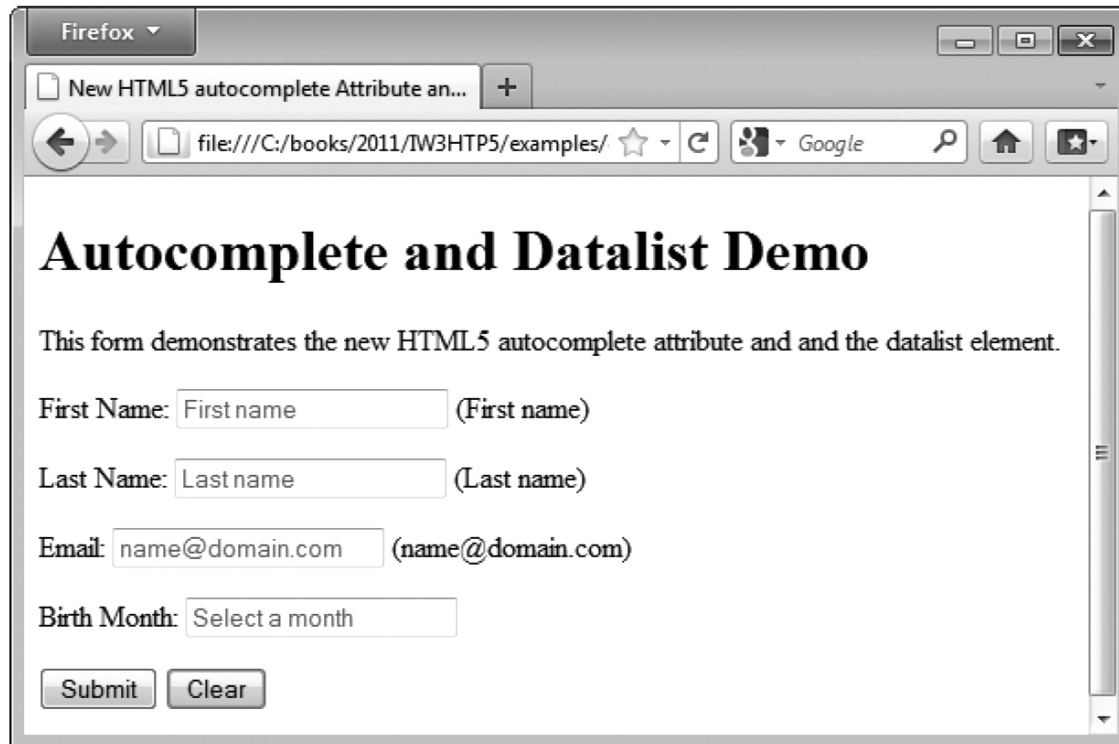 Firefox
New HTML5 autocomplete Attribute an...
file:///C:/books/2011/IW3HTP5/examples/ Google
Autocomplete and Datalist Demo
This form demonstrates the new HTML5 autocomplete attribute and and the datalist element.
First Name: First name (First name)
Last Name: Last name (Last name)
Email: name@domain.com (name@domain.com)
Birth Month: Select a month
Submit Clear